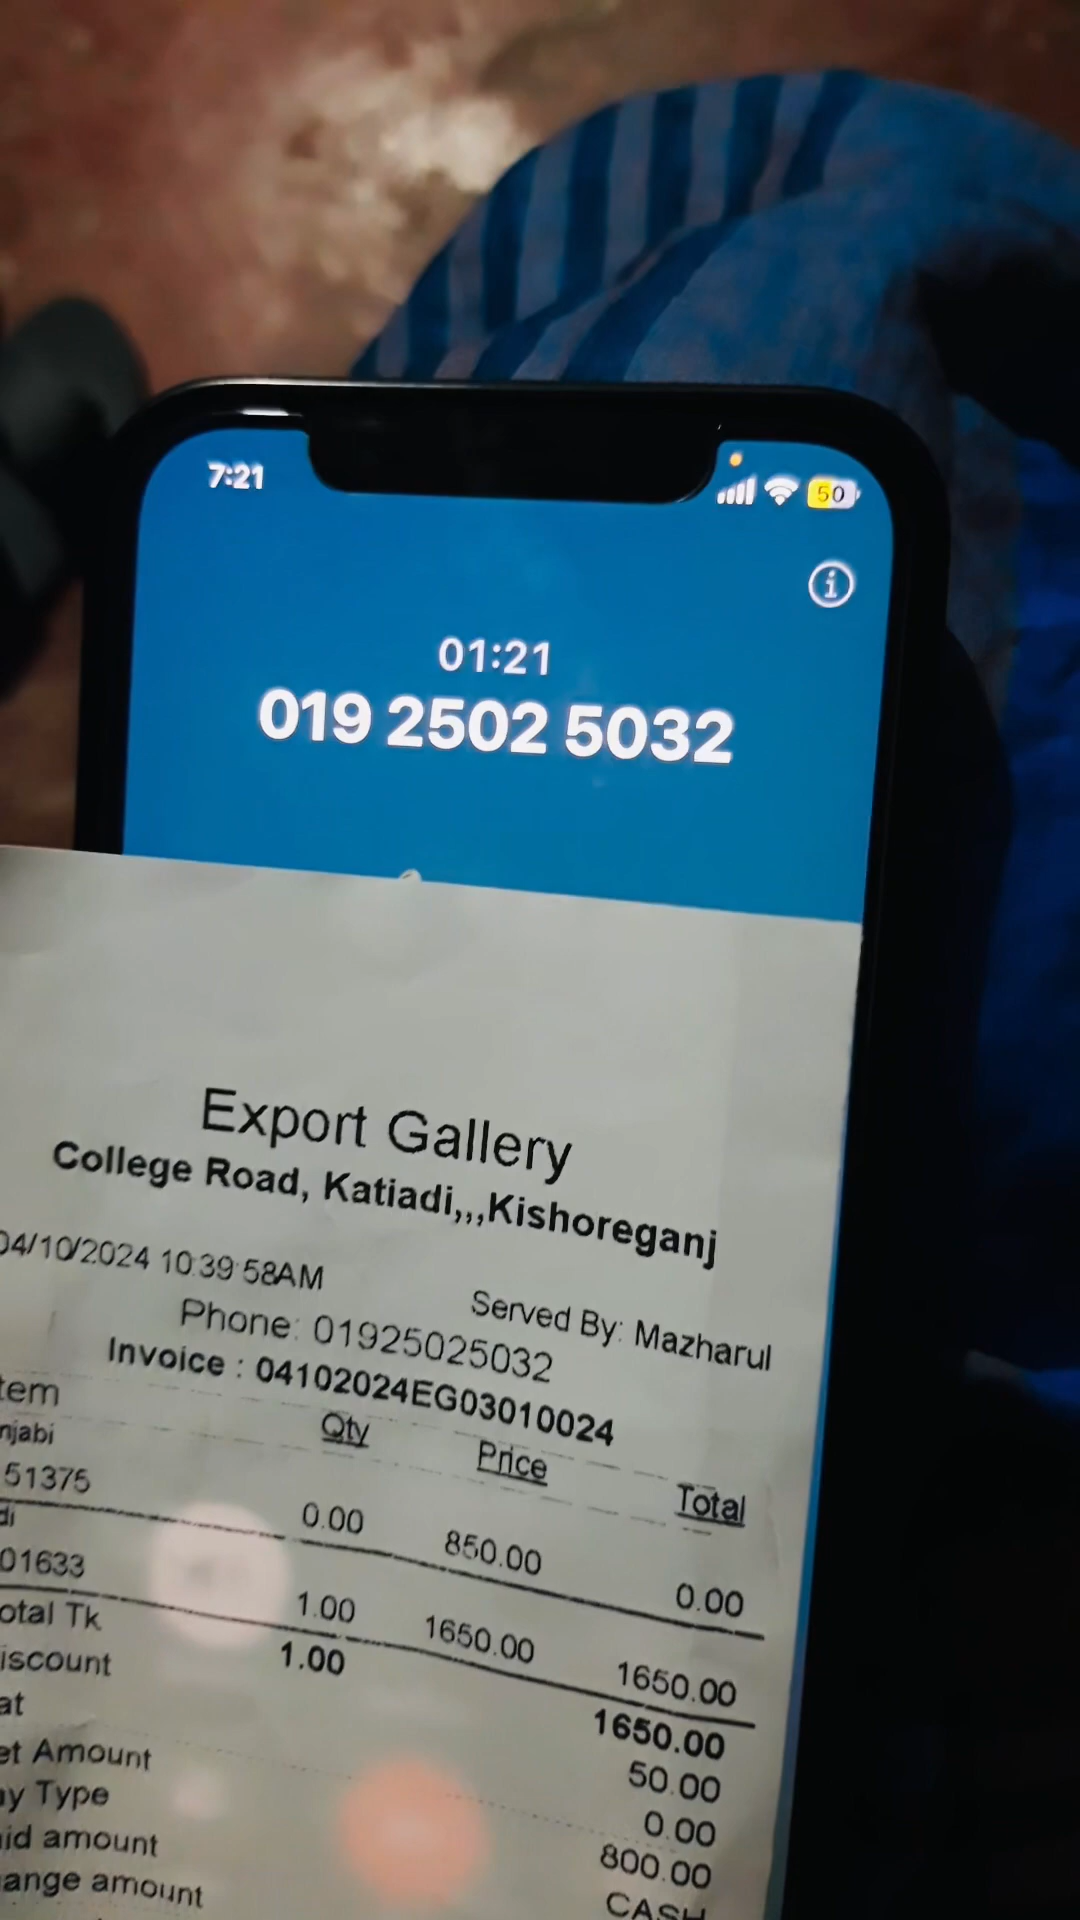 7:21
50
01:21
019 2502 5032
Export Gallery
College Road, Katiadi,,,Kishoreganj
04/10/2024 10:39:58AM
Served By: Mazharul
Phone: 01925025032
Invoice : 04102024EG03010024
tem Qty Price Total
njabi
51375 0.00 850.00 0.00
di
01633 1.00 1650.00 1650.00
otal Tk 1.00 1650.00
iscount 50.00
at 0.00
et Amount 800.00
ay Type CASH
aid amount
ange amount